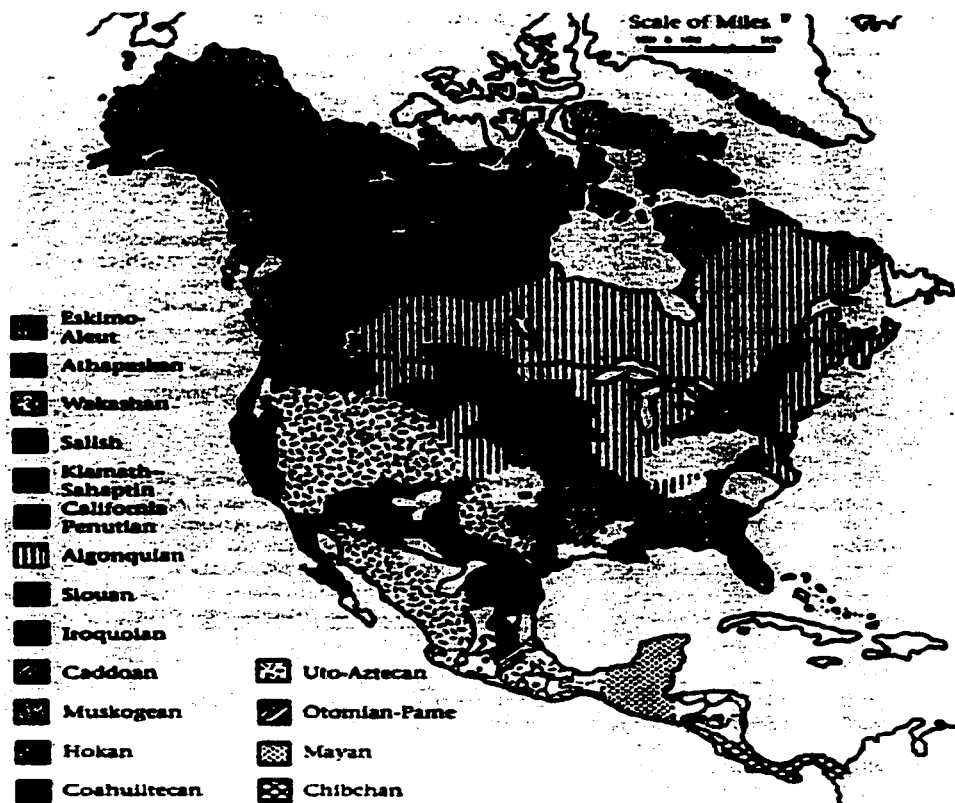 Scale of Miles
Eskimo-
Aleut
Athapaskan
Wakashan
Salish
Klamath-
Sahaptin
California
Penutian
Algonquian
Siouan
Iroquoian
Caddoan
Muskogean
Hokan
Coahuiltecan
Uto-Aztecan
Otomian-Pame
Mayan
Chibchan